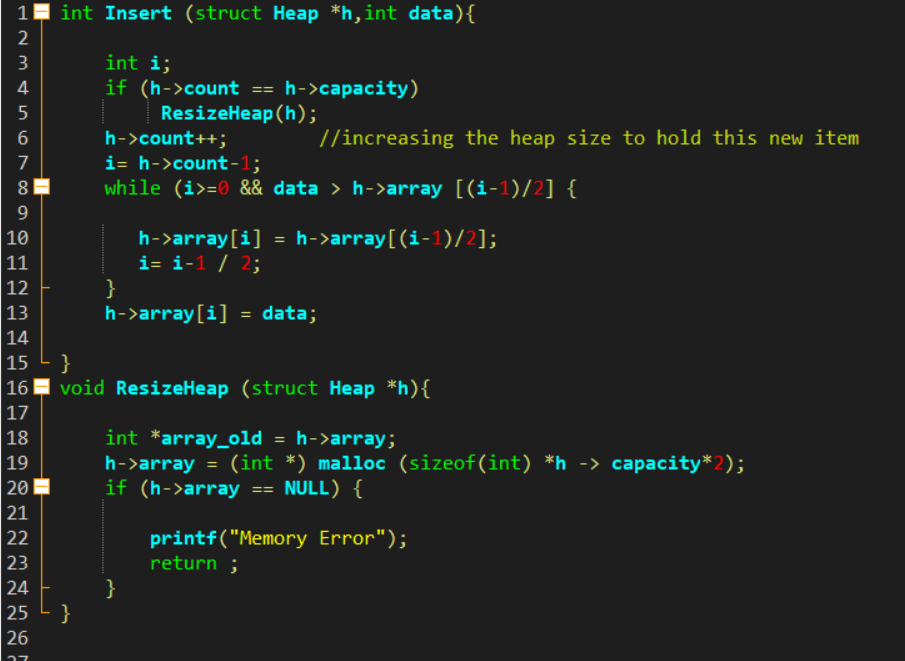 1 int Insert (struct Heap *h,int data){
2
3 int i;
4 if (h->count == h->capacity)
5 ResizeHeap(h);
6 h->count++; //increasing the heap size to hold this new item
7 i= h->count-1;
8 while (i>=0 && data > h->array [(i-1)/2] {
9
10 h->array[i] = h->array[(i-1)/2];
11 i= i-1 / 2;
12 }
13 h->array[i] = data;
14
15 }
16 void ResizeHeap (struct Heap *h){
17
18 int *array_old = h->array;
19 h->array = (int *) malloc (sizeof(int) *h -> capacity*2);
20 if (h->array == NULL) {
21
22 printf("Memory Error");
23 return ;
24 }
25 }
26
27